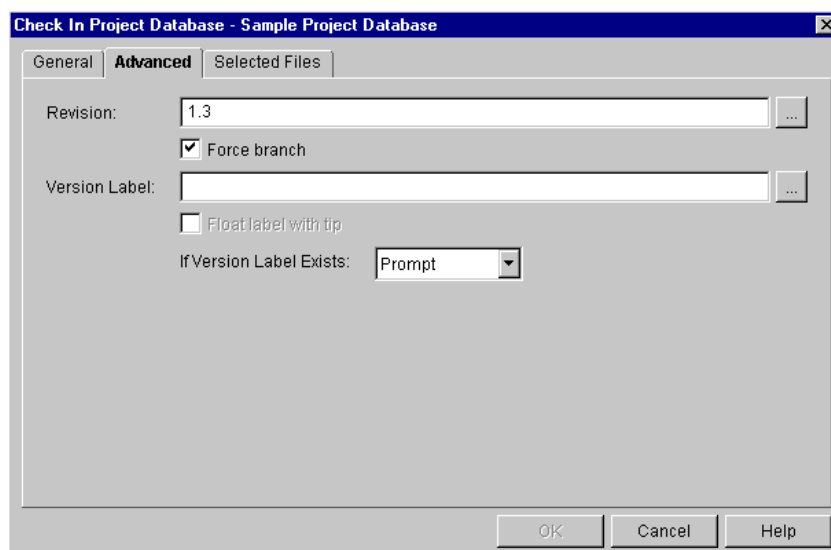 Check In Project Database - Sample Project Database
General Advanced Selected Files
Revision: 1.3 ...
Force branch
Version Label: ...
Float label with tip
If Version Label Exists: Prompt
OK Cancel Help